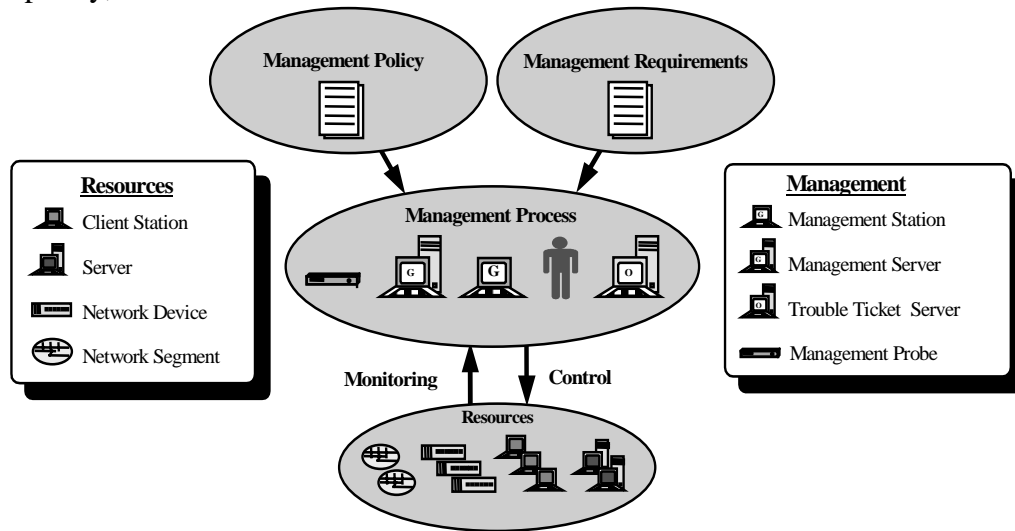 Management Policy
Management Requirements
Resources
Client Station
Server
Network Device
Network Segment
Management Process
G
G
O
Management
G
Management Station
G
Management Server
O
Trouble Ticket Server
Management Probe
Monitoring
Control
Resources